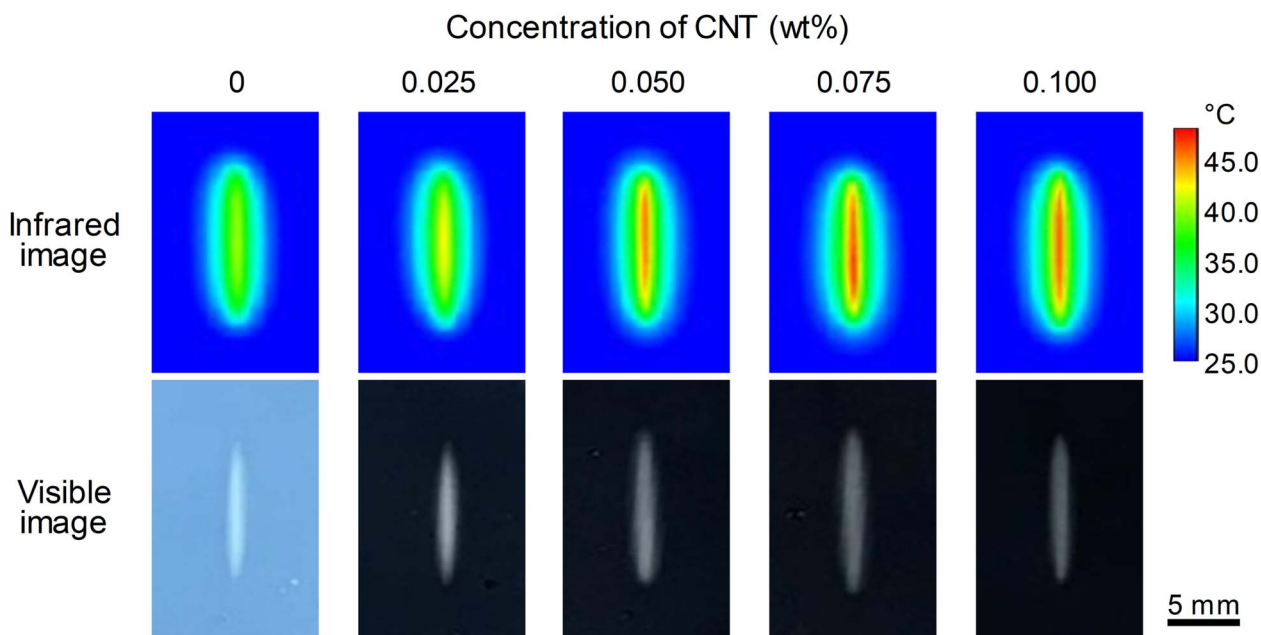 Concentration of CNT (wt%)
0
0.025
0.050
0.075
0.100
°C
Infrared
image
45.0
40.0
35.0
30.0
25.0
Visible
image
5 mm